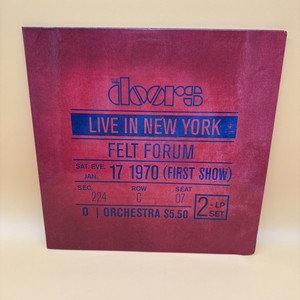 THE
doors
LIVE IN NEW YORK
FELT FORUM
SAT. EVE. JAN. 17 1970 (FIRST SHOW)
SEC. ROW SEAT
224 C 07
D | ORCHESTRA $5.50
2-LP SET